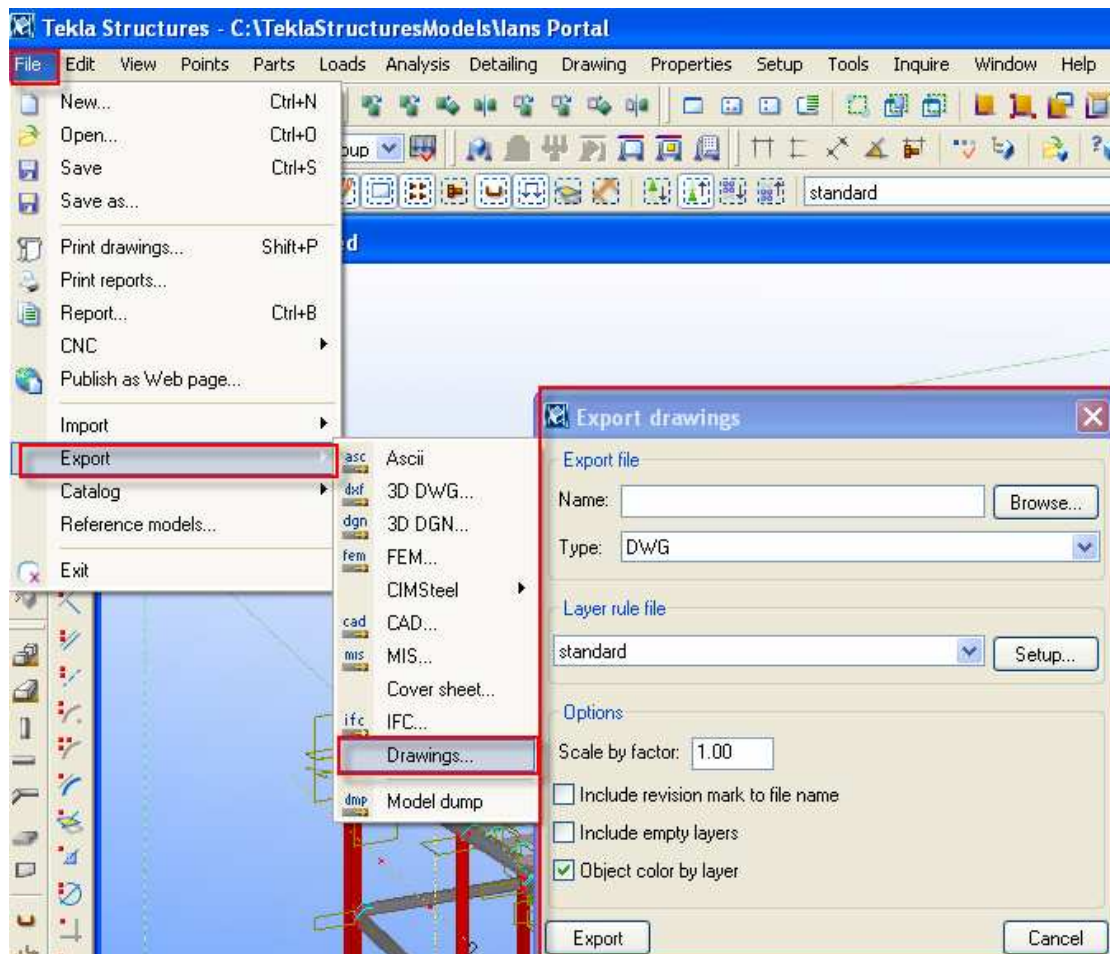 Tekla Structures - C:\TeklaStructuresModels\Ians Portal
File Edit View Points Parts Loads Analysis Detailing Drawing Properties Setup Tools Inquire Window Help
New... Ctrl+N
Open... Ctrl+O
Save Ctrl+S
Save as...
Print drawings... Shift+P
Print reports...
Report... Ctrl+B
CNC
Publish as Web page...
Import
Export
Catalog
Reference models...
Exit
oup
standard
ed
asc Ascii
dxf 3D DWG...
dgn 3D DGN...
fem FEM...
CIMSteel
cad CAD...
mis MIS...
Cover sheet...
ifc IFC...
Drawings...
dmp Model dump
Export drawings
Export file
Name: Browse...
Type: DWG
Layer rule file
standard Setup...
Options
Scale by factor: 1.00
Include revision mark to file name
Include empty layers
Object color by layer
Export Cancel